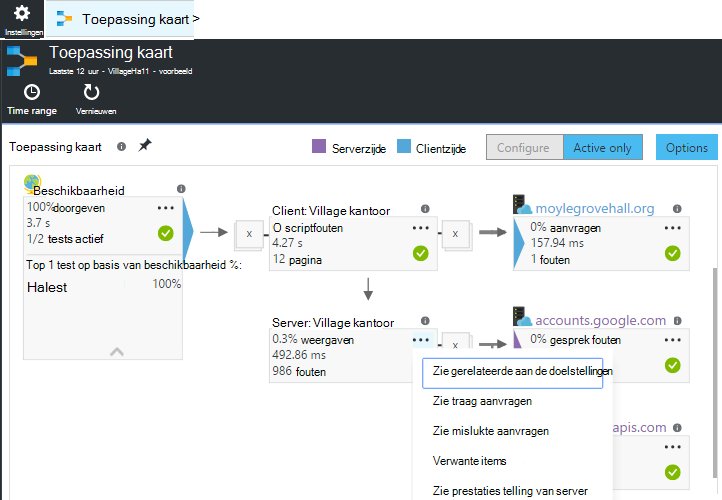 Instellingen
Toepassing kaart >
Toepassing kaart
Laatste 12 uur - VillageHa11 - voorbeeld
Time range
Vernieuwen
Toepassing kaart
Serverzijde
Clientzijde
Configure
Active only
Options
Beschikbaarheid
100% doorgeven
3.7 s
1/2 tests actief
Top 1 test op basis van beschikbaarheid %:
Halest 100%
x
Client: Village kantoor
O scriptfouten
4.27 s
12 pagina
x
moylegrovehall.org
0% aanvragen
157.94 ms
1 fouten
Server: Village kantoor
0.3% weergaven
492.86 ms
986 fouten
x
accounts.google.com
0% gesprek fouten
Zie gerelateerde aan de doelstellingen
Zie traag aanvragen
Zie mislukte aanvragen
Verwante items
Zie prestaties telling van server
apis.com